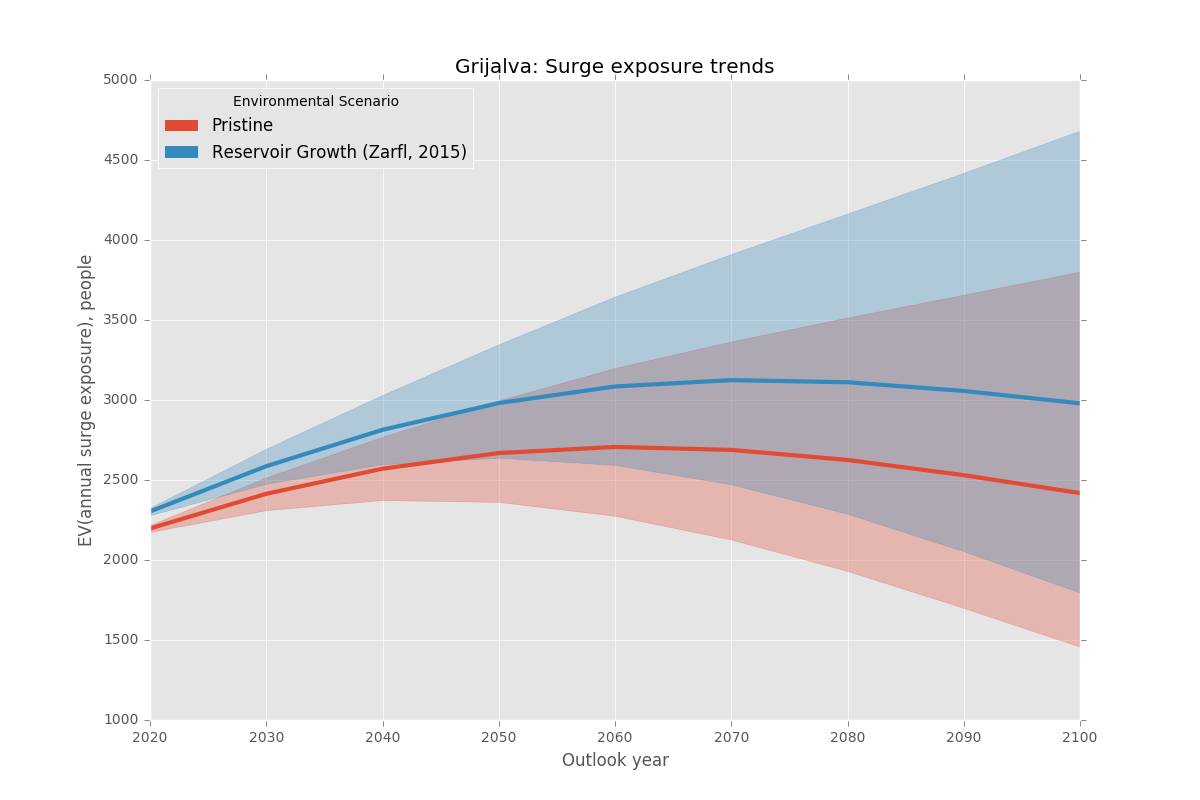 Grijalva: Surge exposure trends
Environmental Scenario
Pristine
Reservoir Growth (Zarfl, 2015)
EV(annual surge exposure), people
5000
4500
4000
3500
3000
2500
2000
1500
1000
2020 2030 2040 2050 2060 2070 2080 2090 2100
Outlook year